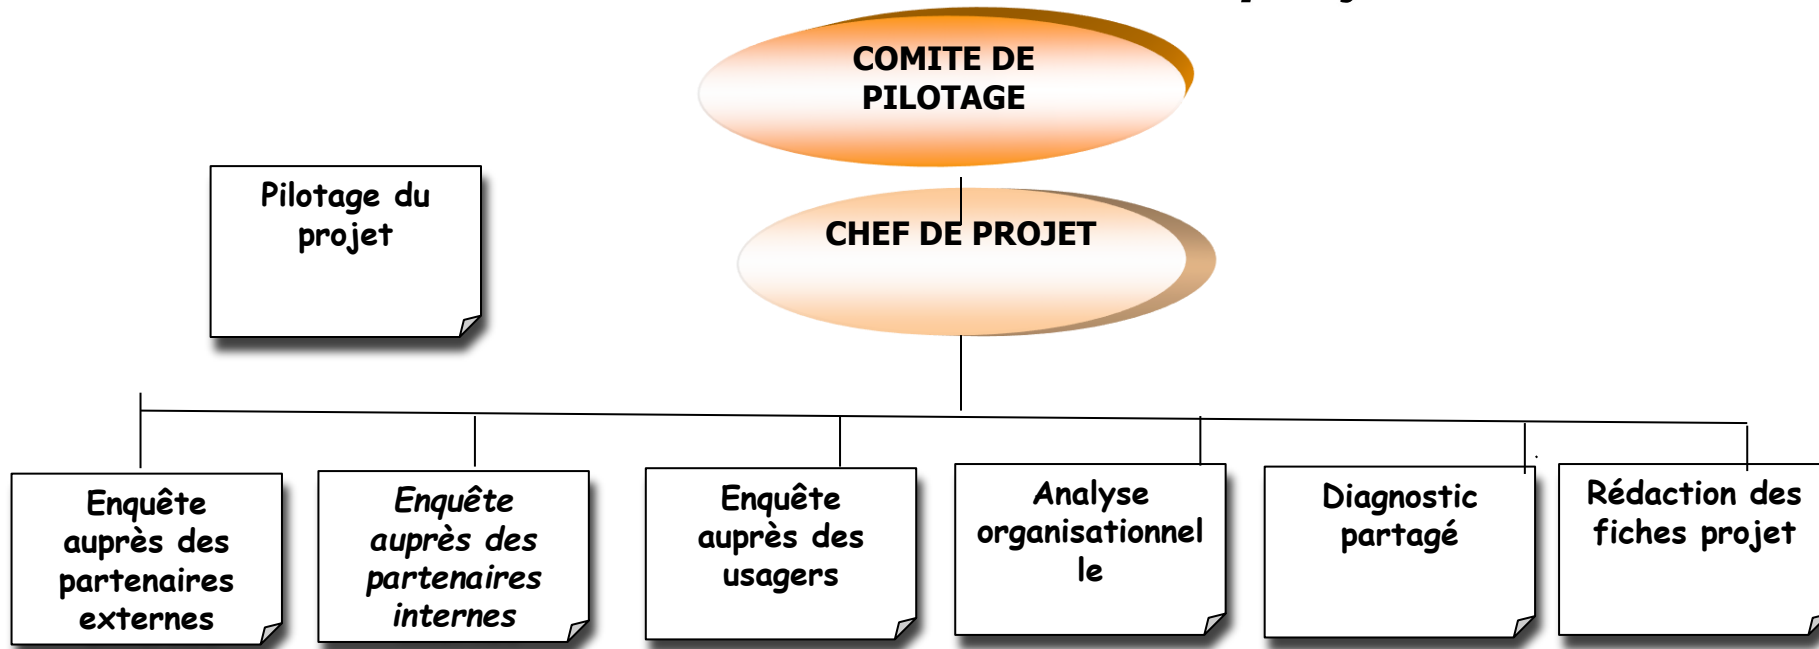 COMITE DE
PILOTAGE
Pilotage du
projet
CHEF DE PROJET
Enquête
auprès des
partenaires
externes
Enquête
auprès des
partenaires
internes
Enquête
auprès des
usagers
Analyse
organisationnel
le
Diagnostic
partagé
Rédaction des
fiches projet